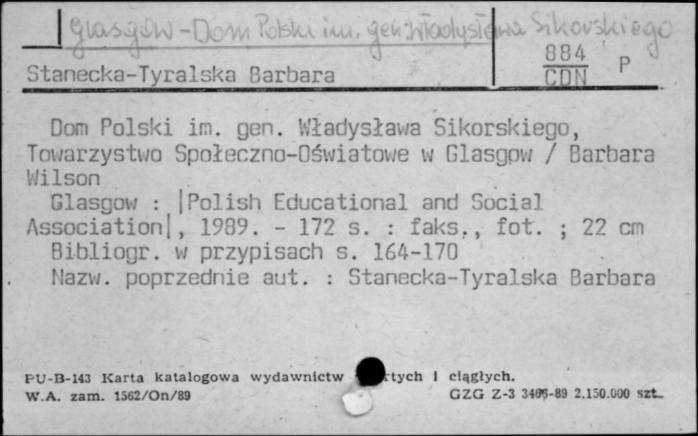 Glasgow - Dom Polski im. gen. Władysława Sikorskiego
Stanecka-Tyralska Barbara
884
CDN
P
Dom Polski im. gen. Władysława Sikorskiego,
Towarzystwo Społeczno-Oświatowe w Glasgow / Barbara
Wilson
Glasgow : |Polish Educational and Social
Association|, 1989. - 172 s. : faks., fot. ; 22 cm
Bibliogr. w przypisach s. 164-170
Nazw. poprzednie aut. : Stanecka-Tyralska Barbara
PU-B-143 Karta katalogowa wydawnictw i ciągłych.
W.A. zam. 1562/On/89
GZG Z-3 -89 2.150.000 szt.